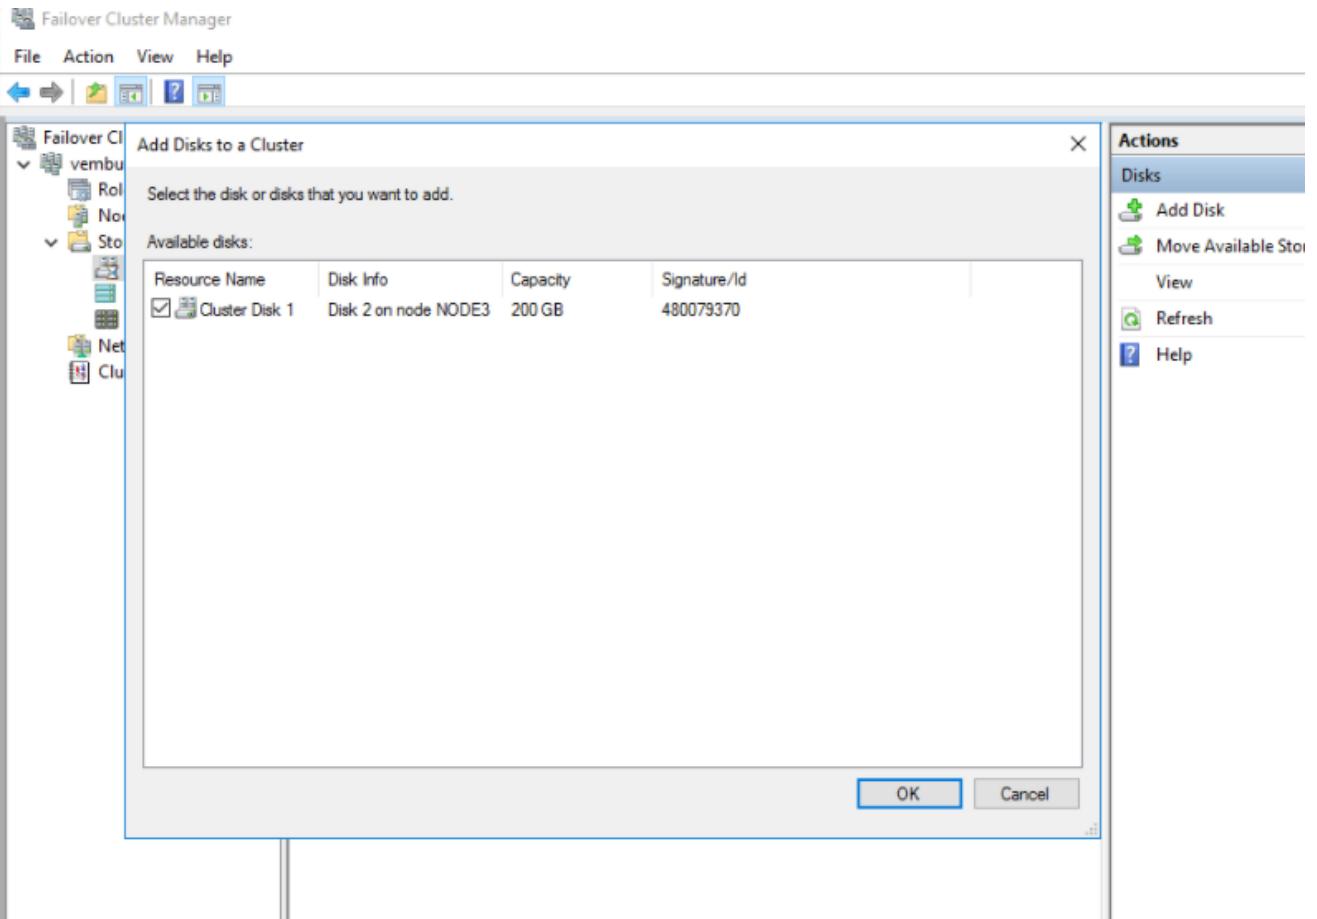 Failover Cluster Manager
File Action View Help
Failover Cl
vembu
Rol
No
Sto
Net
Clu
Add Disks to a Cluster
Select the disk or disks that you want to add.
Available disks:
Resource Name Disk Info Capacity Signature/Id
Cluster Disk 1 Disk 2 on node NODE3 200 GB 480079370
OK Cancel
Actions
Disks
Add Disk
Move Available Stor
View
Refresh
Help